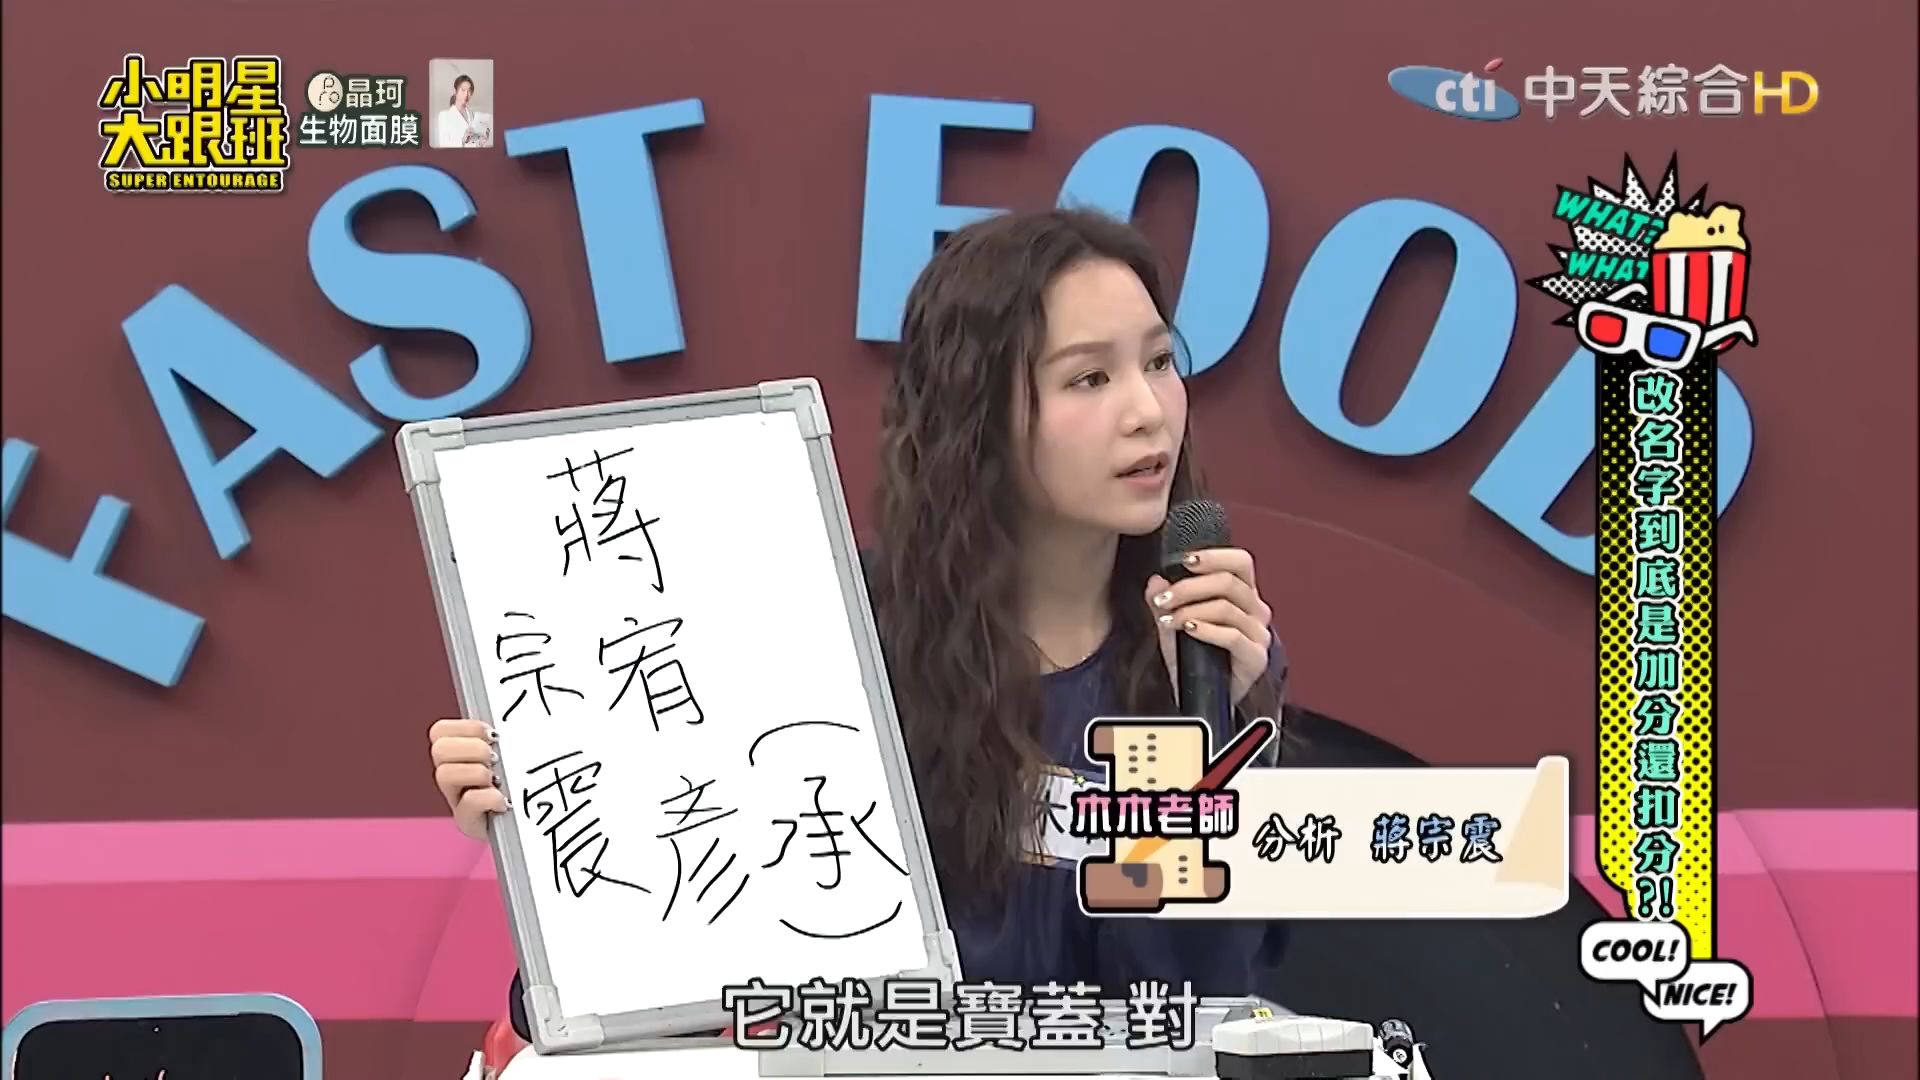 小明星
大跟班
SUPER ENTOURAGE
Pro
晶珂
生物面膜
cti 中天綜合HD
FAST FOOD
WHAT?
WHAT
改名字到底是加分還扣分?!
COOL!
NICE!
蔣
宗宥
震彥(承)
木木老師
分析 蔣宗震
它就是寶蓋 對